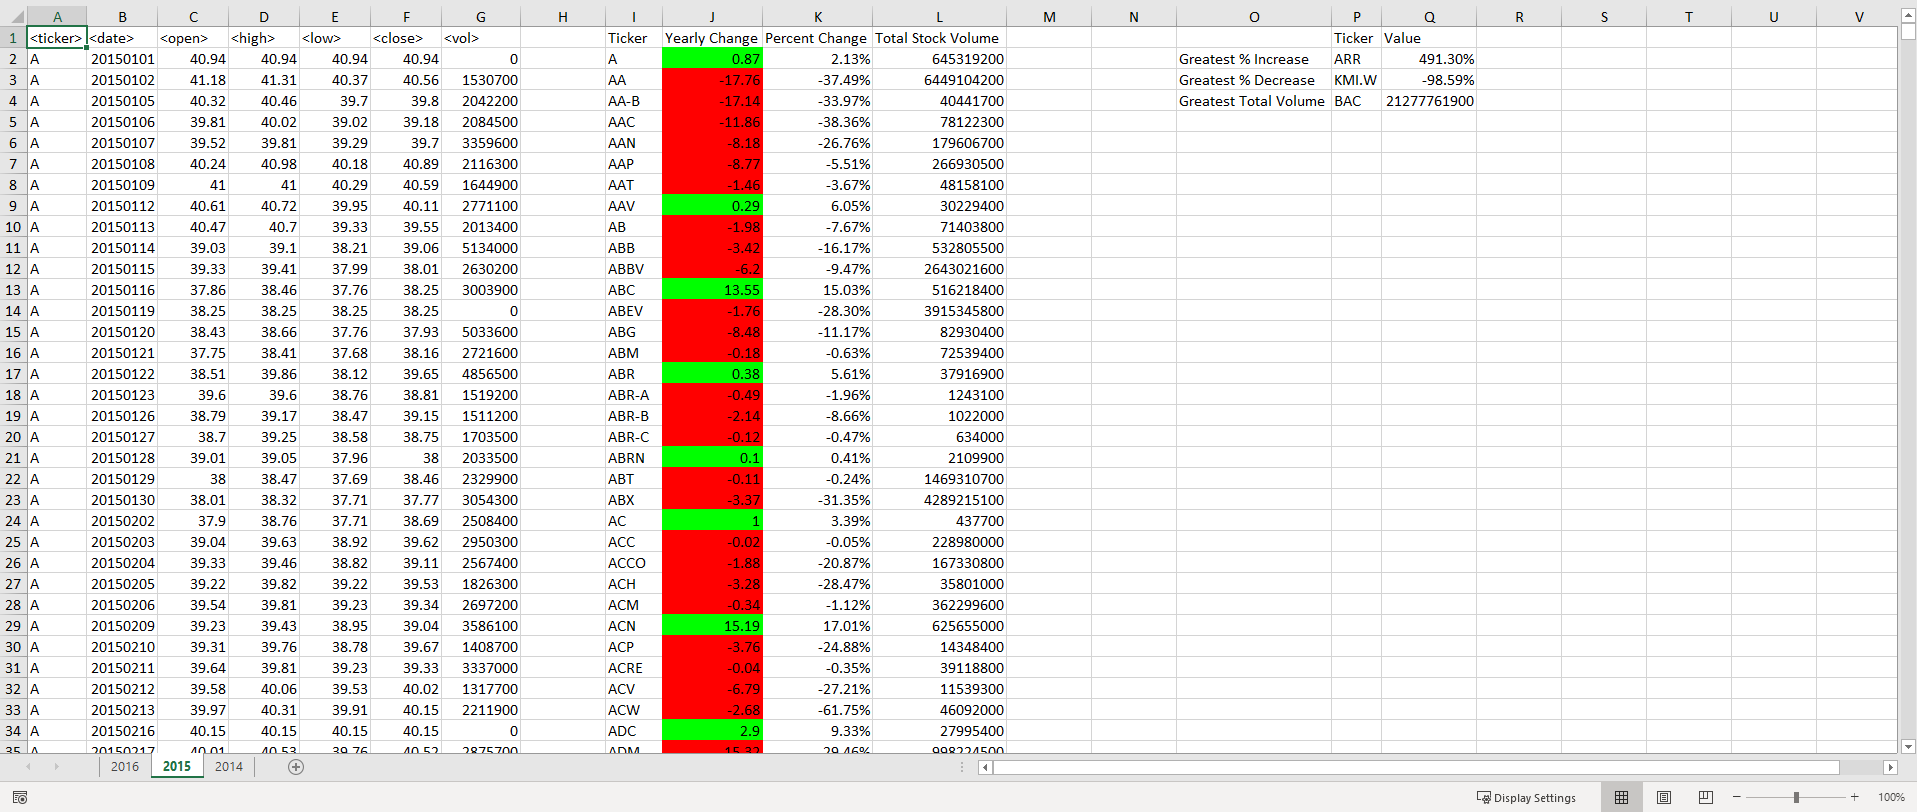 A B C D E F G H I J K L M N O P Q R S T U V
1 <ticker> <date> <open> <high> <low> <close> <vol> Ticker Yearly Change Percent Change Total Stock Volume Ticker Value
2 A 20150101 40.94 40.94 40.94 40.94 0 A 0.87 2.13% 645319200 Greatest % Increase ARR 491.30%
3 A 20150102 41.18 41.31 40.37 40.56 1530700 AA -17.76 -37.49% 6449104200 Greatest % Decrease KMI.W -98.59%
4 A 20150105 40.32 40.46 39.7 39.8 2042200 AA-B -17.14 -33.97% 40441700 Greatest Total Volume BAC 21277761900
5 A 20150106 39.81 40.02 39.02 39.18 2084500 AAC -11.86 -38.36% 78122300
6 A 20150107 39.52 39.81 39.29 39.7 3359600 AAN -8.18 -26.76% 179606700
7 A 20150108 40.24 40.98 40.18 40.89 2116300 AAP -8.77 -5.51% 266930500
8 A 20150109 41 41 40.29 40.59 1644900 AAT -1.46 -3.67% 48158100
9 A 20150112 40.61 40.72 39.95 40.11 2771100 AAV 0.29 6.05% 30229400
10 A 20150113 40.47 40.7 39.33 39.55 2013400 AB -1.98 -7.67% 71403800
11 A 20150114 39.03 39.1 38.21 39.06 5134000 ABB -3.42 -16.17% 532805500
12 A 20150115 39.33 39.41 37.99 38.01 2630200 ABBV -6.2 -9.47% 2643021600
13 A 20150116 37.86 38.46 37.76 38.25 3003900 ABC 13.55 15.03% 516218400
14 A 20150119 38.25 38.25 38.25 38.25 0 ABEV -1.76 -28.30% 3915345800
15 A 20150120 38.43 38.66 37.76 37.93 5033600 ABG -8.48 -11.17% 82930400
16 A 20150121 37.75 38.41 37.68 38.16 2721600 ABM -0.18 -0.63% 72539400
17 A 20150122 38.51 39.86 38.12 39.65 4856500 ABR 0.38 5.61% 37916900
18 A 20150123 39.6 39.6 38.76 38.81 1519200 ABR-A -0.49 -1.96% 1243100
19 A 20150126 38.79 39.17 38.47 39.15 1511200 ABR-B -2.14 -8.66% 1022000
20 A 20150127 38.7 39.25 38.58 38.75 1703500 ABR-C -0.12 -0.47% 634000
21 A 20150128 39.01 39.05 37.96 38 2033500 ABRN 0.1 0.41% 2109900
22 A 20150129 38 38.47 37.69 38.46 2329900 ABT -0.11 -0.24% 1469310700
23 A 20150130 38.01 38.32 37.71 37.77 3054300 ABX -3.37 -31.35% 4289215100
24 A 20150202 37.9 38.76 37.71 38.69 2508400 AC 1 3.39% 437700
25 A 20150203 39.04 39.63 38.92 39.62 2950300 ACC -0.02 -0.05% 228980000
26 A 20150204 39.33 39.46 38.82 39.11 2567400 ACCO -1.88 -20.87% 167330800
27 A 20150205 39.22 39.82 39.22 39.53 1826300 ACH -3.28 -28.47% 35801000
28 A 20150206 39.54 39.81 39.23 39.34 2697200 ACM -0.34 -1.12% 362299600
29 A 20150209 39.23 39.43 38.95 39.04 3586100 ACN 15.19 17.01% 625655000
30 A 20150210 39.31 39.76 38.78 39.67 1408700 ACP -3.76 -24.88% 14348400
31 A 20150211 39.64 39.81 39.23 39.33 3337000 ACRE -0.04 -0.35% 39118800
32 A 20150212 39.58 40.06 39.53 40.02 1317700 ACV -6.79 -27.21% 11539300
33 A 20150213 39.97 40.31 39.91 40.15 2211900 ACW -2.68 -61.75% 46092000
34 A 20150216 40.15 40.15 40.15 40.15 0 ADC 2.9 9.33% 27995400
35 A 20150217 40.01 40.53 39.76 40.52 2875700 ADM -15.32 -29.46% 998224500
2016 2015 2014
Display Settings 100%